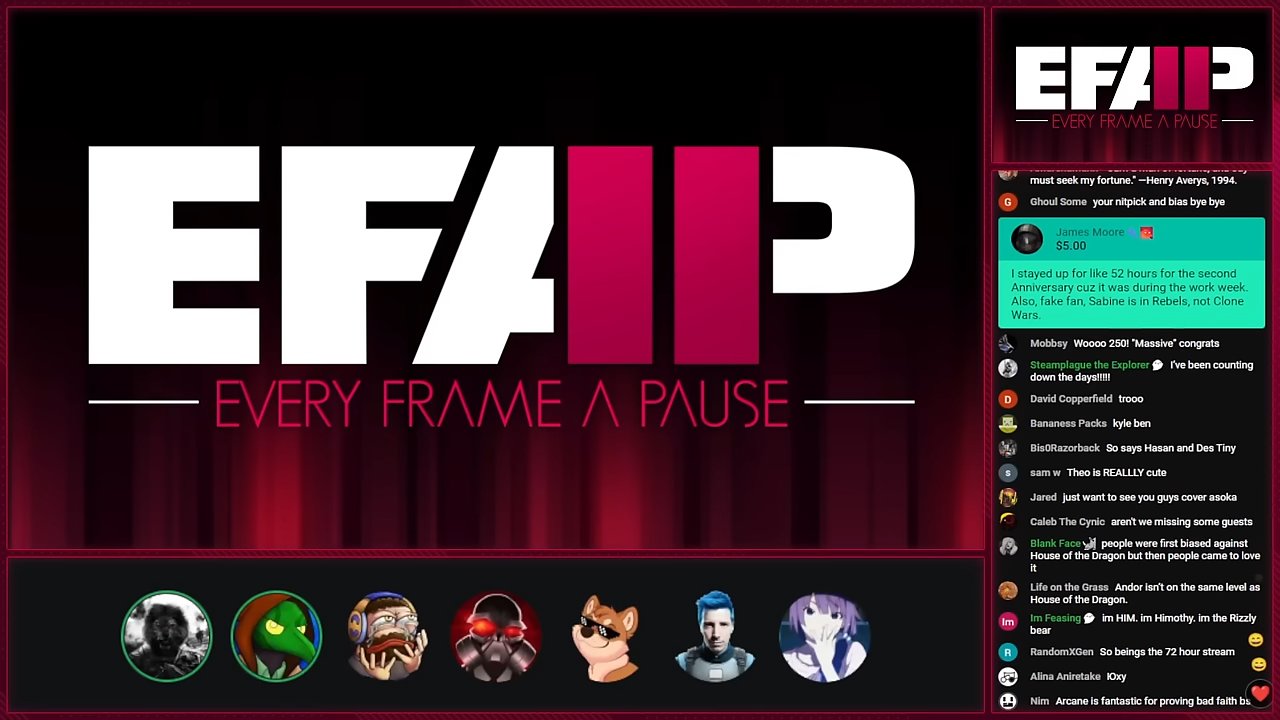 EFAP
EVERY FRAME A PAUSE
EFAP
EVERY FRAME A PAUSE
must seek my fortune." —Henry Averys, 1994.
G Ghoul Some your nitpick and bias bye bye
James Moore
$5.00
I stayed up for like 52 hours for the second
Anniversary cuz it was during the work week.
Also, fake fan, Sabine is in Rebels, not Clone
Wars.
Mobbsy Woooo 250! "Massive" congrats
Steamplague the Explorer I've been counting
down the days!!!!!
D David Copperfield trooo
Bananess Packs kyle ben
Bis0Razorback So says Hasan and Des Tiny
s sam w Theo is REALLLY cute
Jared just want to see you guys cover asoka
Caleb The Cynic aren't we missing some guests
Blank Face people were first biased against
House of the Dragon but then people came to love
it
Life on the Grass Andor isn't on the same level as
House of the Dragon.
Im Im Feasing im HIM. im Himothy. im the Rizzly
bear
R RandomXGen So beings the 72 hour stream
Alina Aniretake IOxy
Nim Arcane is fantastic for proving bad faith bs